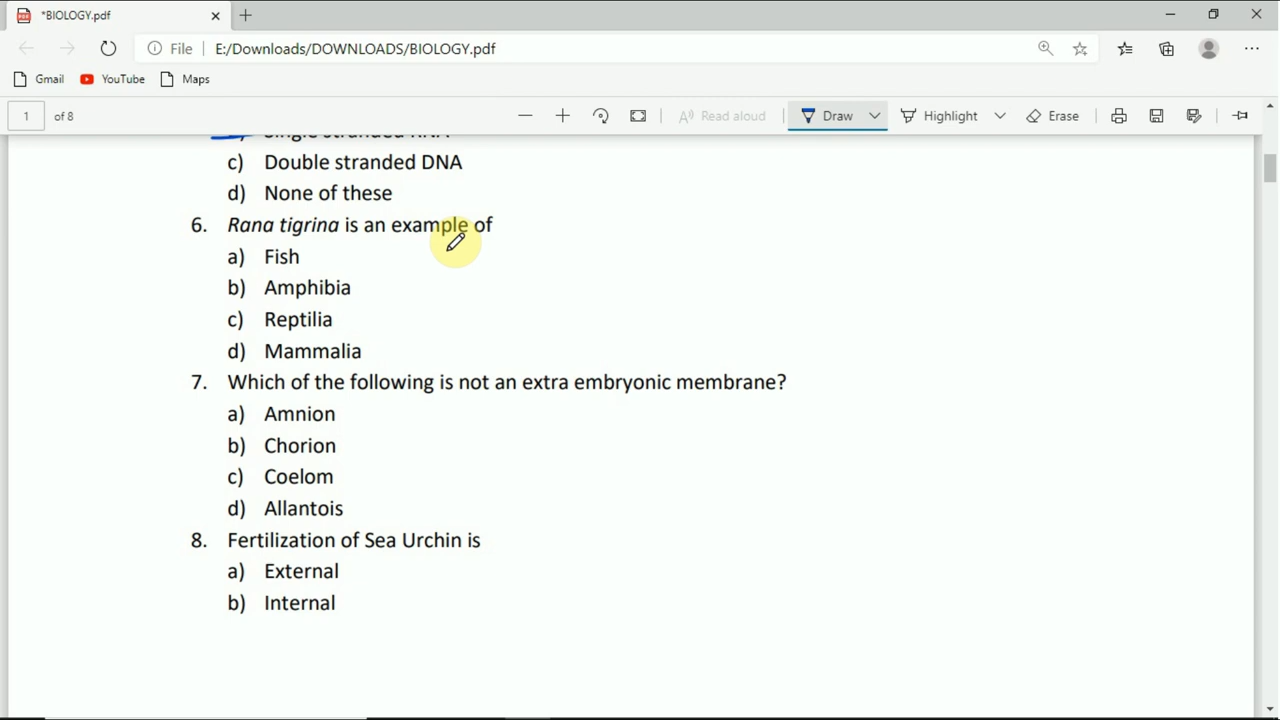 *BIOLOGY.pdf
File E:/Downloads/DOWNLOADS/BIOLOGY.pdf
Gmail YouTube Maps
1 of 8 Read aloud Draw Highlight Erase
Single stranded RNA
c) Double stranded DNA
d) None of these
6. Rana tigrina is an example of
a) Fish
b) Amphibia
c) Reptilia
d) Mammalia
7. Which of the following is not an extra embryonic membrane?
a) Amnion
b) Chorion
c) Coelom
d) Allantois
8. Fertilization of Sea Urchin is
a) External
b) Internal